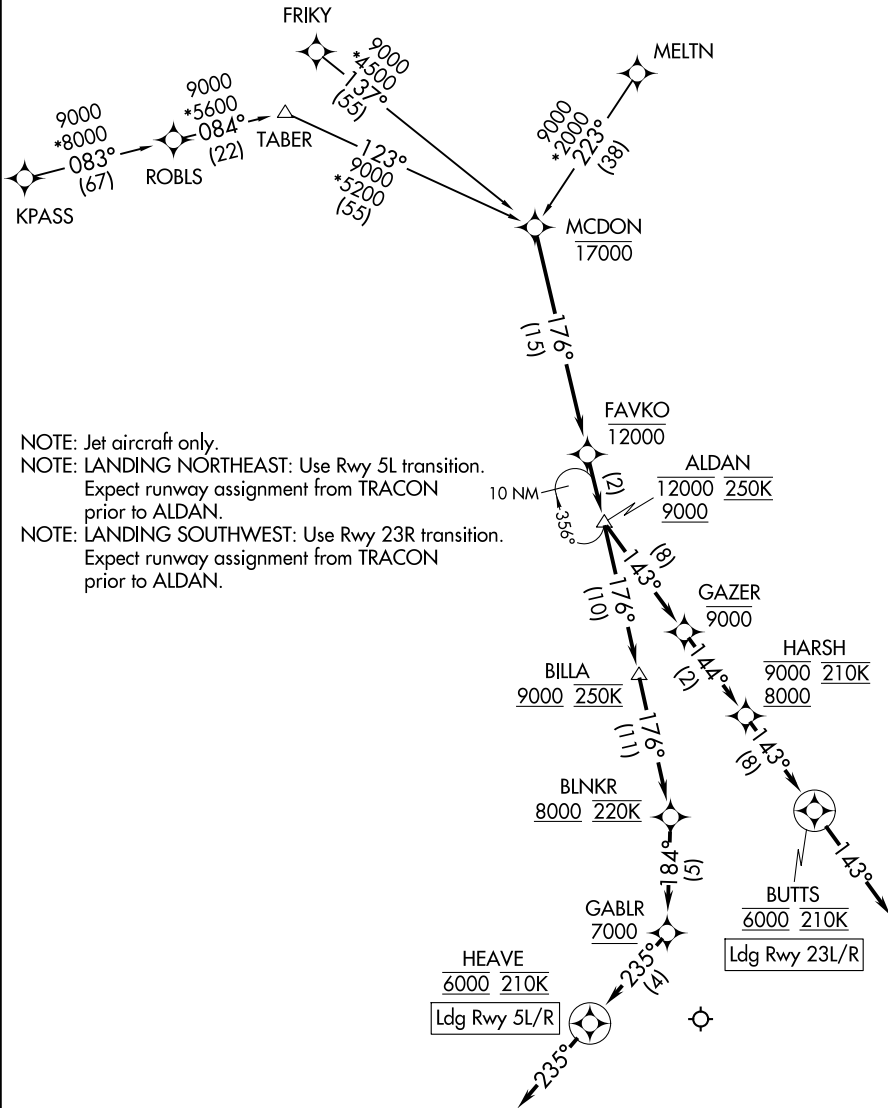 FRIKY
9000
*4500
137°
(55)
MELTN
9000
*2000
223°
(38)
9000
*5600
084°
(22)
TABER
9000
*8000
083°
(67)
ROBLS
KPASS
123°
9000
*5200
(55)
MCDON
17000
176°
(15)
FAVKO
12000
(2)
ALDAN
12000 250K
9000
10 NM
356°
NOTE: Jet aircraft only.
NOTE: LANDING NORTHEAST: Use Rwy 5L transition.
Expect runway assignment from TRACON
prior to ALDAN.
NOTE: LANDING SOUTHWEST: Use Rwy 23R transition.
Expect runway assignment from TRACON
prior to ALDAN.
(8)
143°
176°
(10)
GAZER
9000
144°
(2)
HARSH
9000 210K
8000
BILLA
9000 250K
176°
(11)
143°
(8)
BLNKR
8000 220K
184°
(5)
143°
BUTTS
6000 210K
Ldg Rwy 23L/R
GABLR
7000
235°
(4)
HEAVE
6000 210K
Ldg Rwy 5L/R
235°